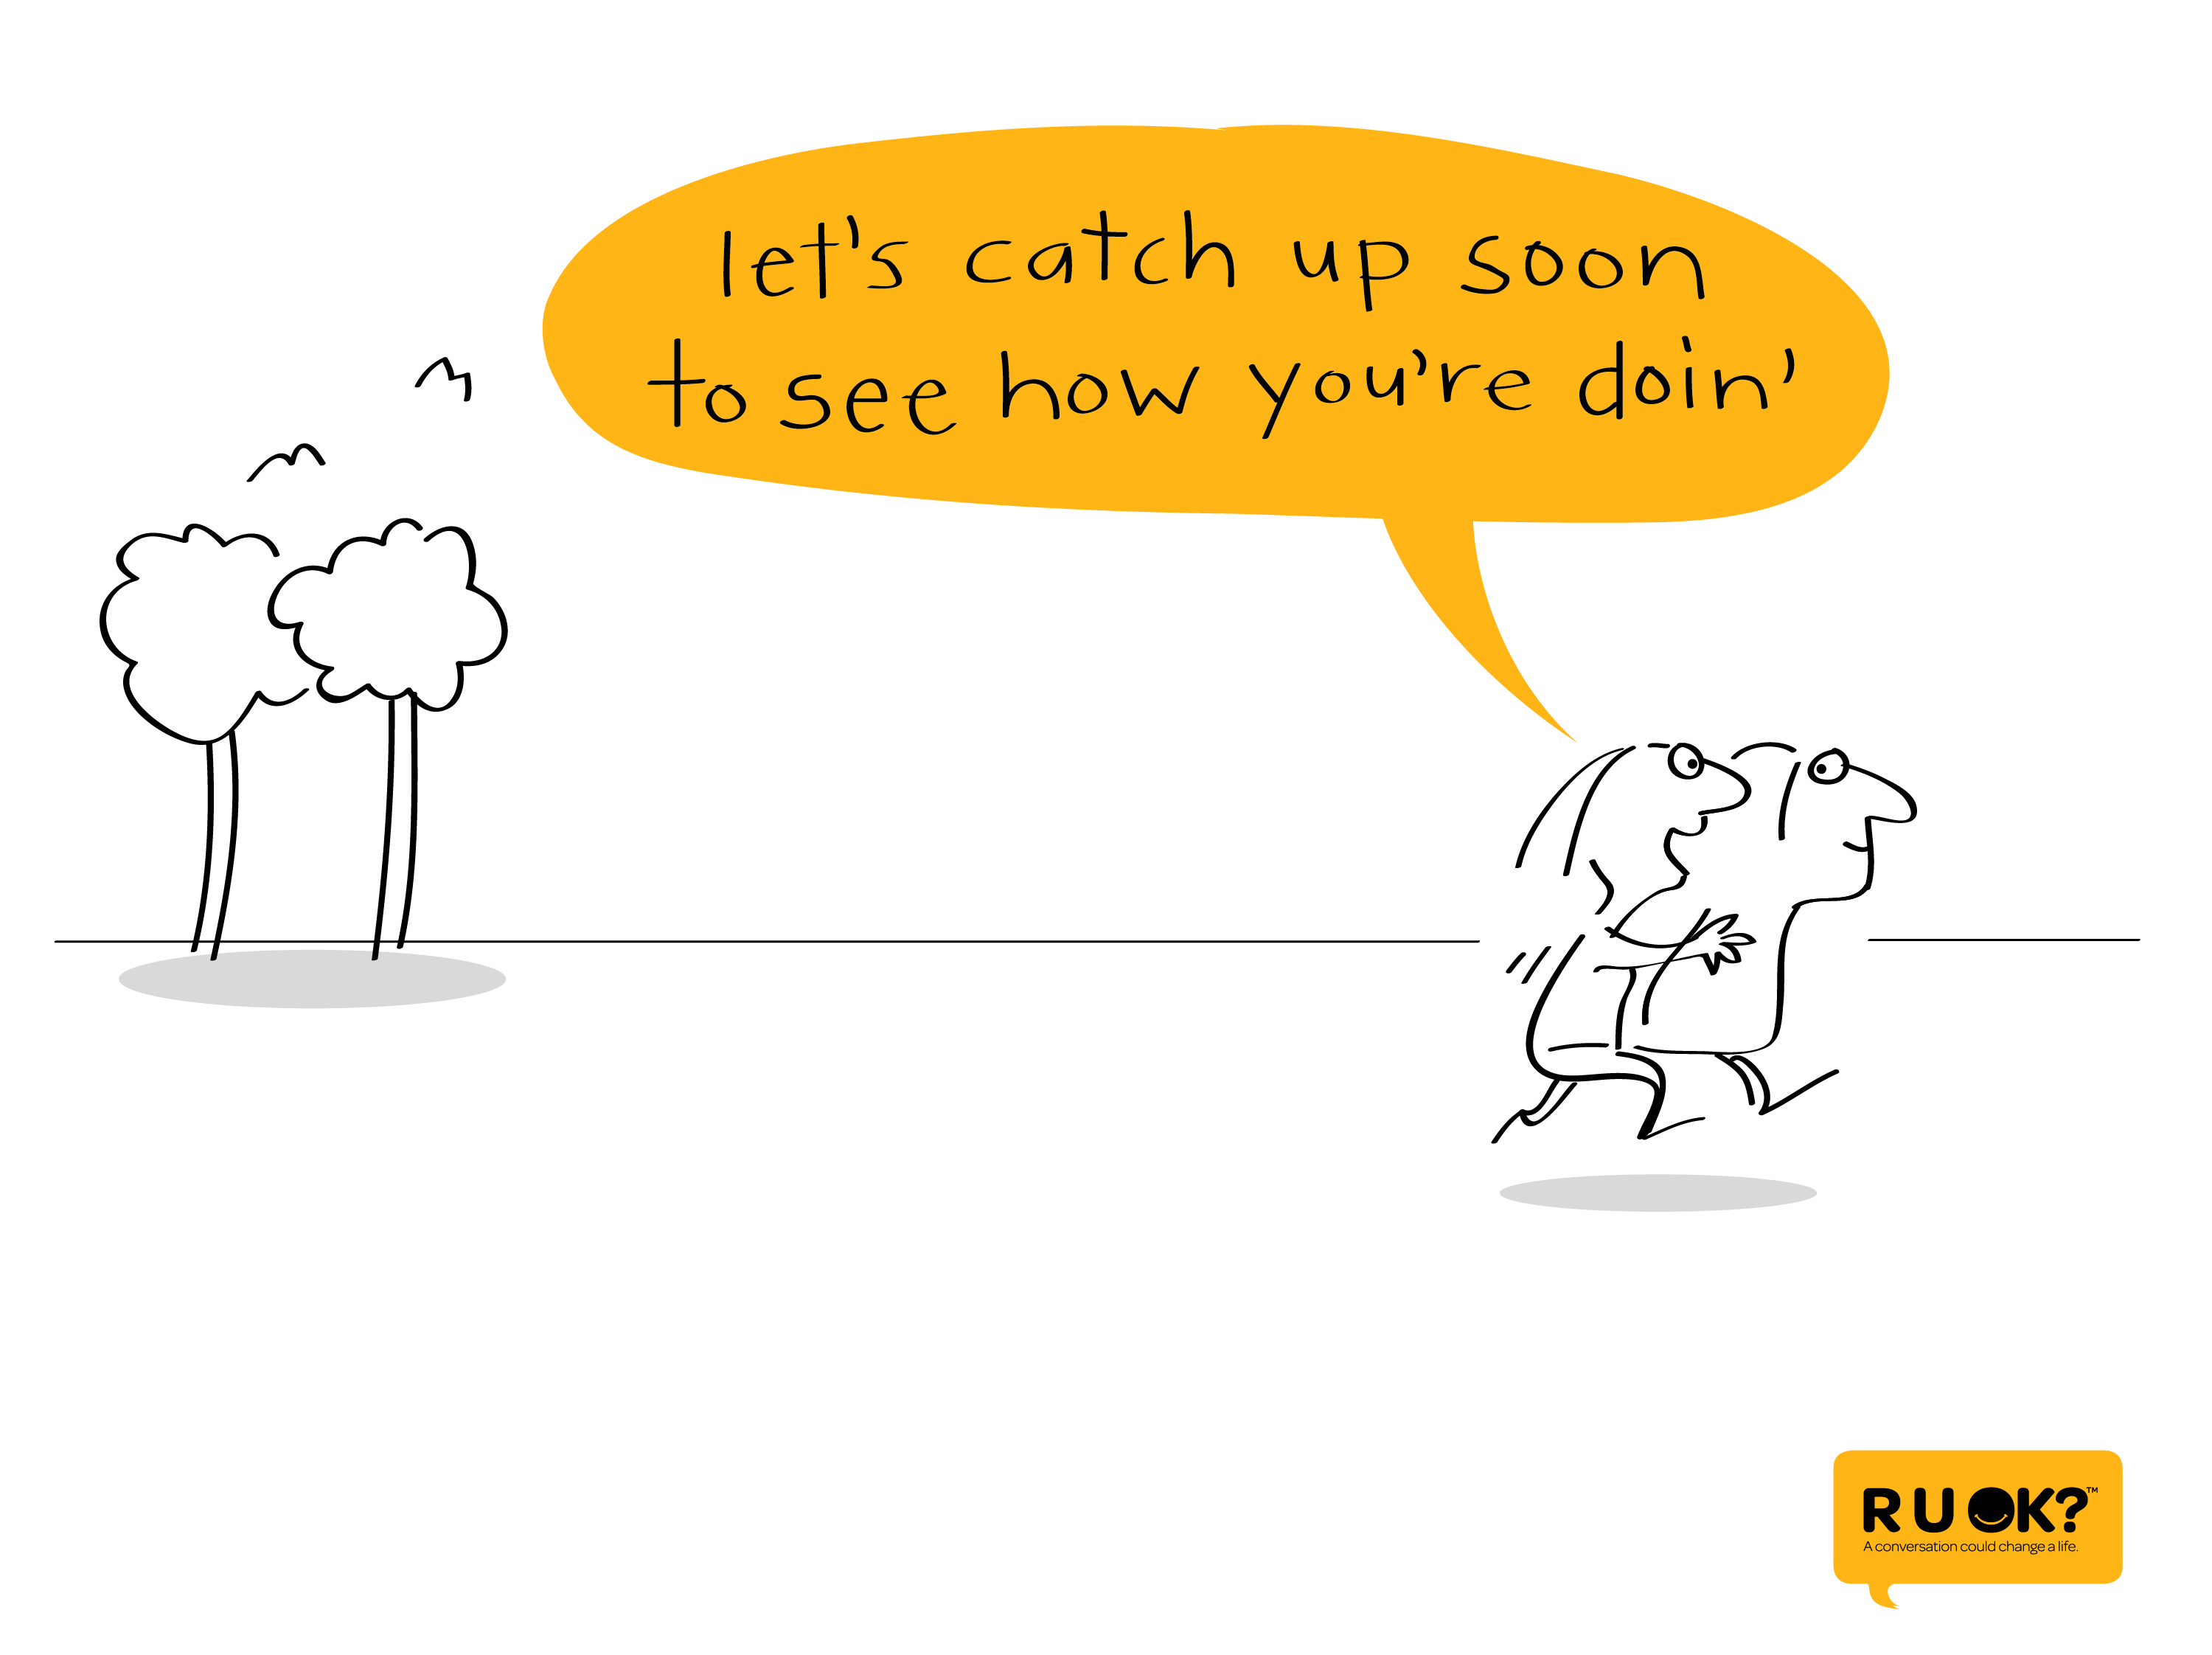 let's catch up soon
to see how you're doin'
R U OK?™
A conversation could change a life.